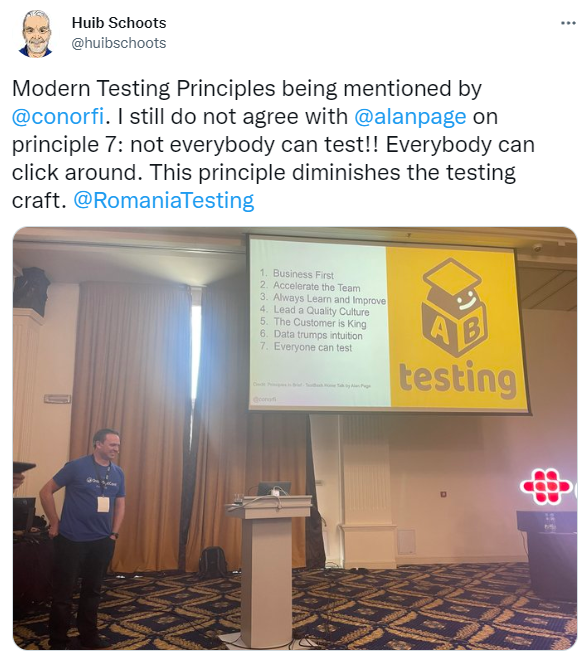 Huib Schoots
@huibschoots
Modern Testing Principles being mentioned by
@conorfi. I still do not agree with @alanpage on
principle 7: not everybody can test!! Everybody can
click around. This principle diminishes the testing
craft. @RomaniaTesting
1. Business First
2. Accelerate the Team
3. Always Learn and Improve
4. Lead a Quality Culture
5. The Customer is King
6. Data trumps intuition
7. Everyone can test
A B
testing
@conorfi